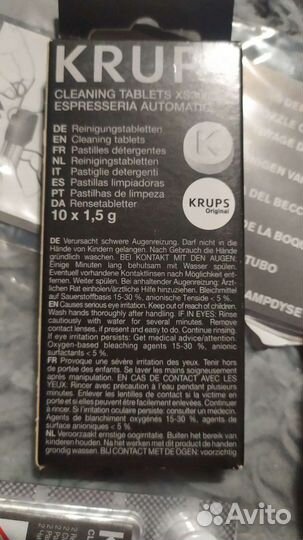 KRUPS
CLEANING TABLETS
ESPRESSERIA AUTOMATIC
DE Reinigungstabletten
EN Cleaning tablets
FR Pastilles détergentes
NL Reinigingstabletten
IT Pastiglie detergenti
ES Pastillas limpiadoras
PT Pastilhas de limpeza
DA Rensetabletter
10 x 1,5 g
K
KRUPS
Original
DE Verursacht schwere Augenreizung. Darf nicht in die
Hände von Kindern gelangen. Nach Gebrauch die Hände
gründlich waschen. BEI KONTAKT MIT DEN AUGEN:
Einige Minuten lang behutsam mit Wasser spülen.
Eventuell vorhandene Kontaktlinsen nach Möglichkeit ent-
fernen. Weiter spülen. Bei anhaltender Augenreizung: Ärzt-
lichen Rat einholen/ärztliche Hilfe hinzuziehen. Bleichmittel
auf Sauerstoffbasis 15-30 %, anionische Tenside < 5 %.
EN Causes serious eye irritation. Keep out of reach of children.
Wash hands thoroughly after handling. IF IN EYES: Rinse
cautiously with water for several minutes. Remove
contact lenses, if present and easy to do. Continue rinsing.
If eye irritation persists: Get medical advice/attention.
Oxygen-based bleaching agents 15-30 %, anionic
surfactants < 5 %.
FR Provoque une sévère irritation des yeux. Tenir hors
de portée des enfants. Se laver les mains soigneusement
après manipulation. EN CAS DE CONTACT AVEC LES
YEUX: Rincer avec précaution à l'eau pendant plusieurs
minutes. Enlever les lentilles de contact si la victime en
porte et si elles peuvent être facilement enlevées. Continuer
à rincer. Si l'irritation oculaire persiste: consulter un médecin.
Agents de blanchiment oxygénés 15-30 %, agents de
surface anioniques < 5 %.
NL Veroorzaakt ernstige oogirritatie. Buiten het bereik van
kinderen houden. Na het werken met dit product de handen
grondig wassen. BIJ CONTACT MET DE OGEN: voorzichtig
DEL BEC
DE LA BOQ
TUBO
AMPDYSE
Avito